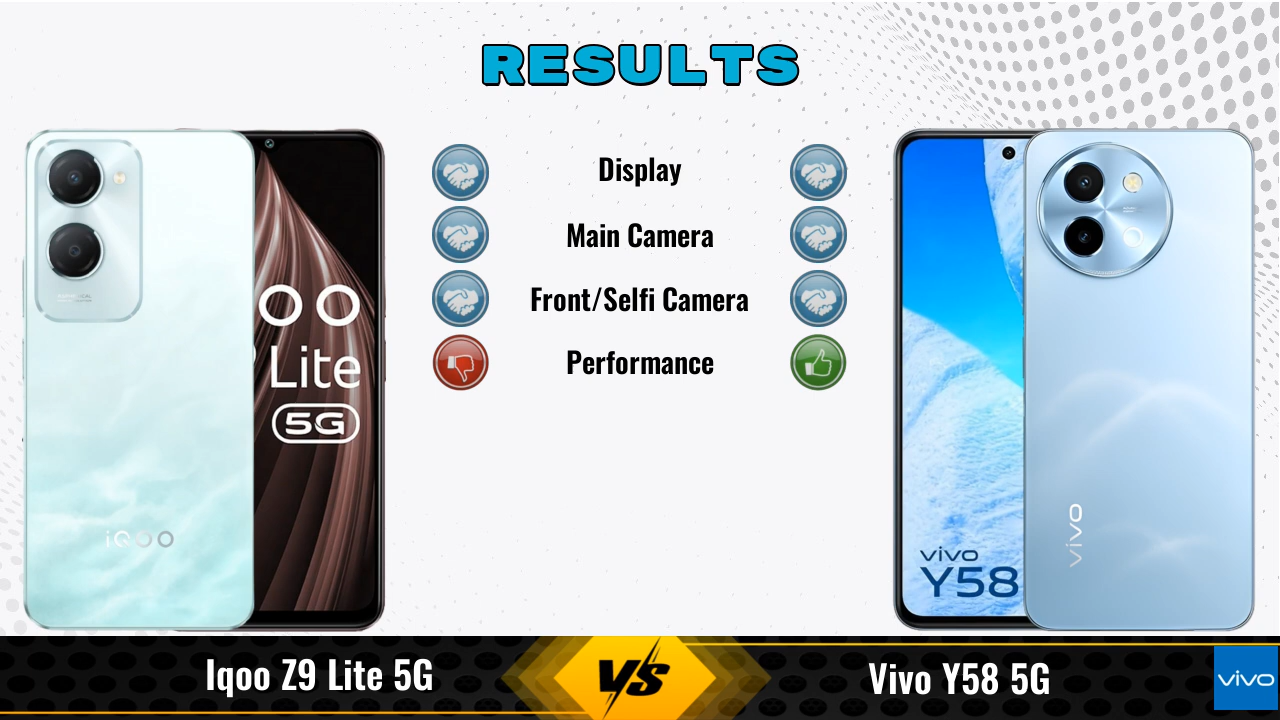 RESULTS
Display
Main Camera
Front/Selfi Camera
Performance
OO
Lite
5G
iQOO
vivo
vivo
Y58
Iqoo Z9 Lite 5G
VS
Vivo Y58 5G
vivo